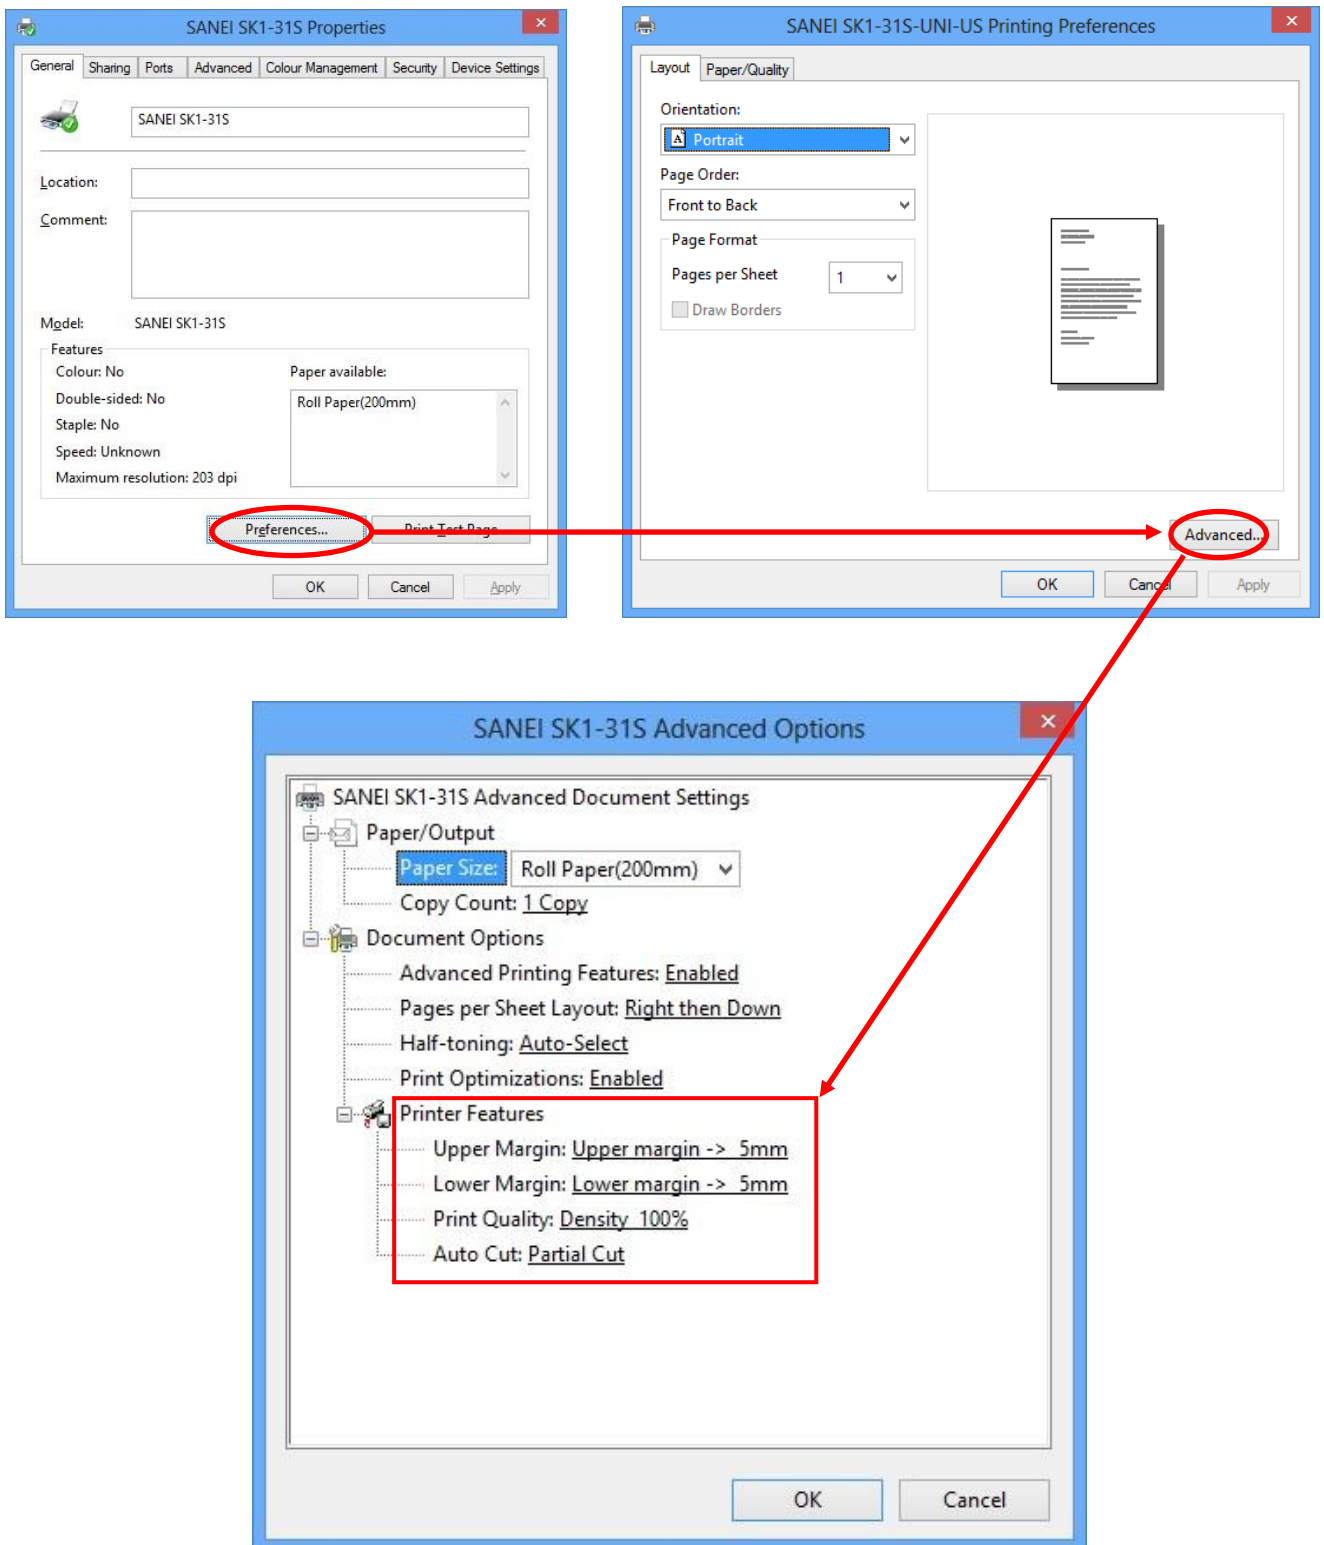 SANEI SK1-31S Properties
General Sharing Ports Advanced Colour Management Security Device Settings
SANEI SK1-31S
Location:
Comment:
Model: SANEI SK1-31S
Features
Colour: No
Double-sided: No
Staple: No
Speed: Unknown
Maximum resolution: 203 dpi
Paper available:
Roll Paper(200mm)
Preferences... Print Test Page
OK Cancel Apply
SANEI SK1-31S-UNI-US Printing Preferences
Layout Paper/Quality
Orientation:
A Portrait
Page Order:
Front to Back
Page Format
Pages per Sheet 1
Draw Borders
Advanced...
OK Cancel Apply
SANEI SK1-31S Advanced Options
SANEI SK1-31S Advanced Document Settings
Paper/Output
Paper Size: Roll Paper(200mm)
Copy Count: 1 Copy
Document Options
Advanced Printing Features: Enabled
Pages per Sheet Layout: Right then Down
Half-toning: Auto-Select
Print Optimizations: Enabled
Printer Features
Upper Margin: Upper margin -> 5mm
Lower Margin: Lower margin -> 5mm
Print Quality: Density 100%
Auto Cut: Partial Cut
OK Cancel